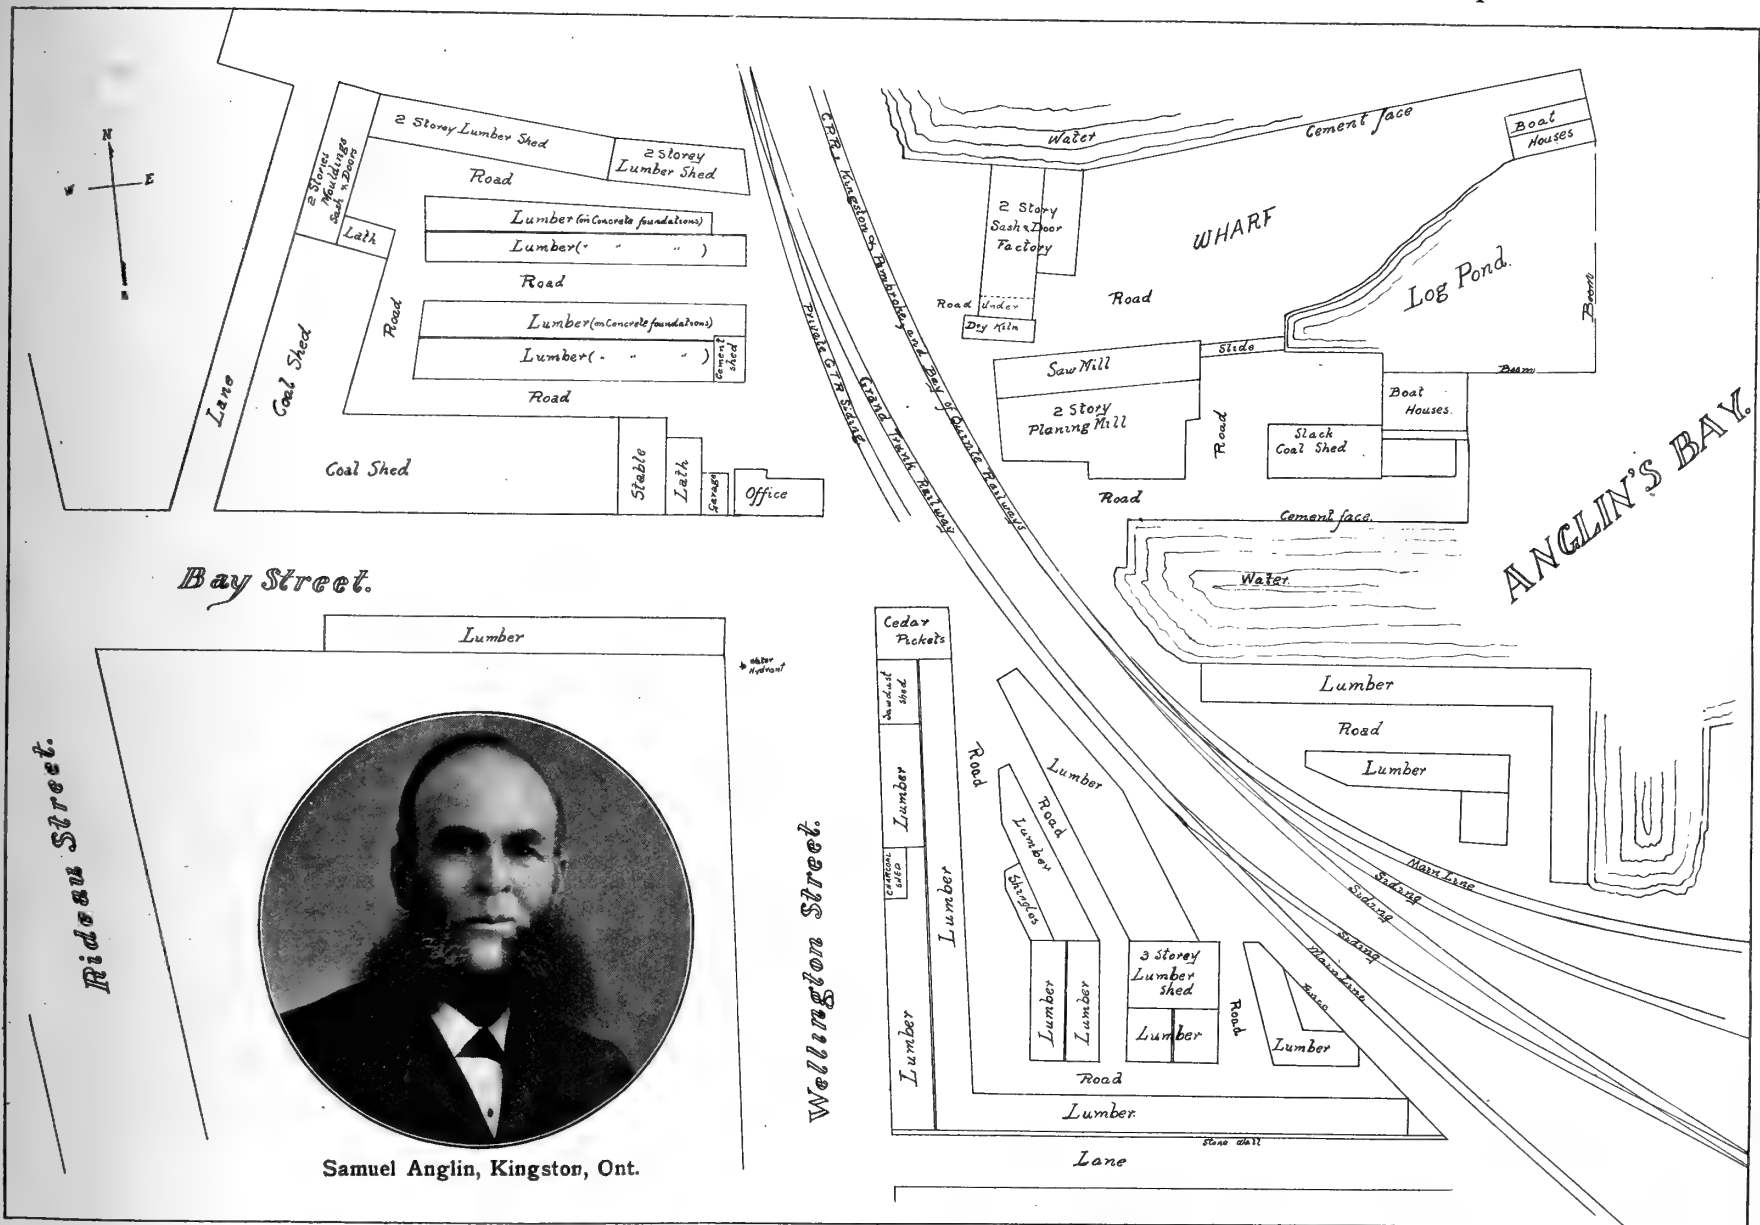 N
E
2 Stories
Mouldings
Sash & Doors
2 Storey Lumber Shed
2 Storey
Lumber Shed
Road
Lath
Lumber (on Concrete foundations)
Lumber ( " " " )
Road
Road
Lumber (on Concrete foundations)
Lumber ( " " " )
Cement
shed
Road
Lane
Coal Shed
Coal Shed
Stable
Lath
Garage
Office
Private G.T.R. Siding
Grand Trunk Railway
C.P.R., Kingston & Pembroke, and Bay of Quinte Railways
Water
Cement face
Boat
Houses
2 Story
Sash & Door
Factory
WHARF
Log Pond.
Boom
Road Under
Dry Kiln
Road
Saw Mill
Slide
2 Story
Planing Mill
Road
Boom
Boat
Houses.
Slack
Coal Shed
Road
Cement face
Water.
ANGLIN'S BAY.
Bay Street.
Lumber
Water
Hydrant
Cedar
Pickets
Sawdust
shed
Lumber
CHARCOAL
SHED
Lumber
Lumber
Road
Lumber
Road
Lumber
Shingles
Lumber
Lumber
3 Storey
Lumber
Shed
Lumber
Road
Fence
Lumber
Road
Lumber
Stone Wall
Lane
Lumber
Road
Lumber
Main Line
Siding
Siding
Siding
Main Line
Rideau Street.
Wellington Street.
Samuel Anglin, Kingston, Ont.